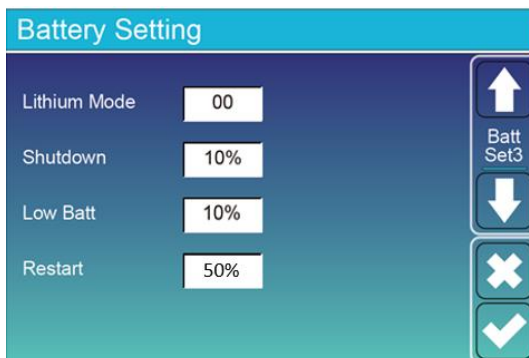 Battery Setting
Lithium Mode 00
Shutdown 10%
Low Batt 10%
Restart 50%
Batt
Set3